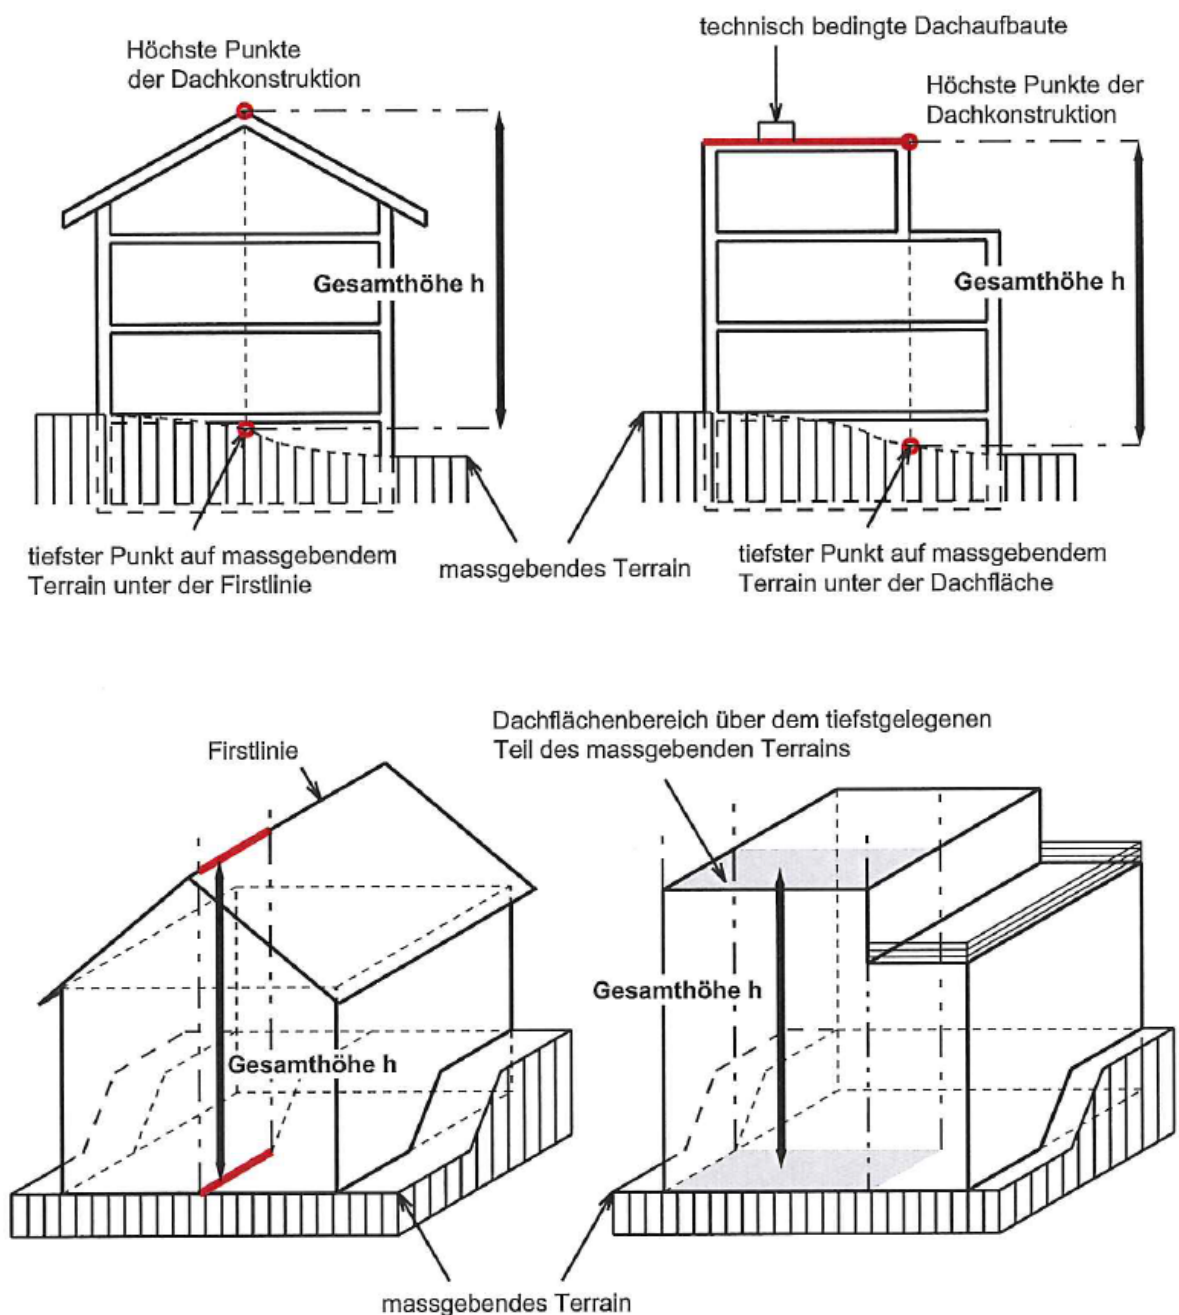 technisch bedingte Dachaufbaute
Höchste Punkte
der Dachkonstruktion
Höchste Punkte der
Dachkonstruktion
Gesamthöhe h
Gesamthöhe h
tiefster Punkt auf massgebendem
Terrain unter der Firstlinie
massgebendes Terrain
tiefster Punkt auf massgebendem
Terrain unter der Dachfläche
Firstlinie
Dachflächenbereich über dem tiefstgelegenen
Teil des massgebenden Terrains
Gesamthöhe h
Gesamthöhe h
massgebendes Terrain